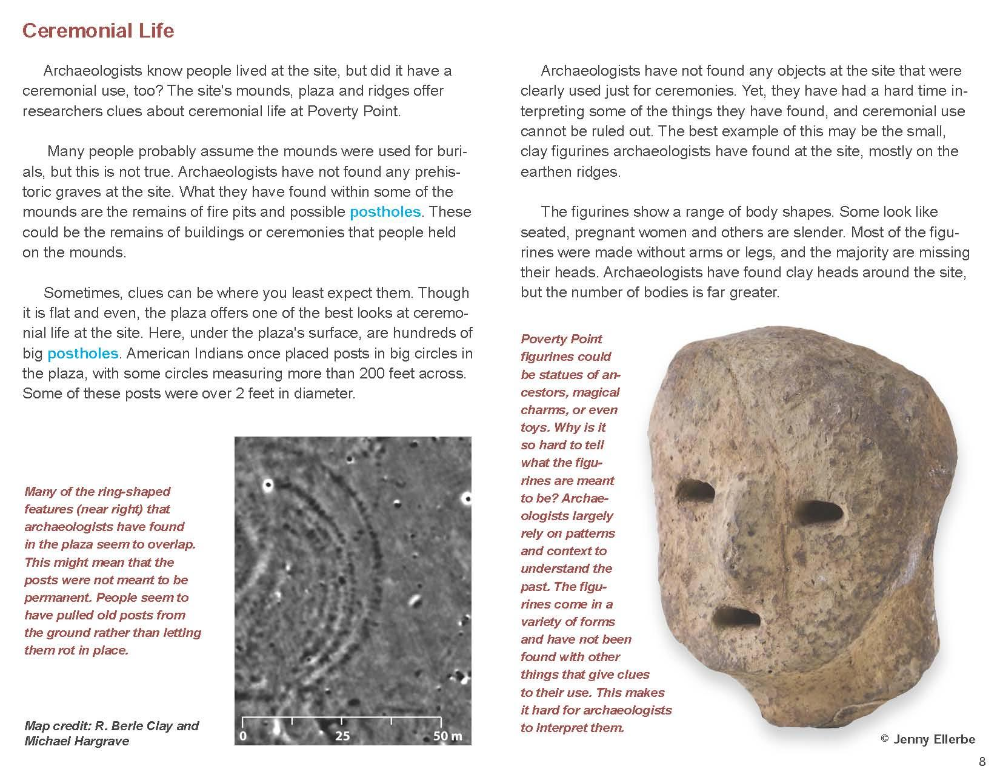 Ceremonial Life
Archaeologists know people lived at the site, but did it have a
ceremonial use, too? The site's mounds, plaza and ridges offer
researchers clues about ceremonial life at Poverty Point.
Many people probably assume the mounds were used for buri-
als, but this is not true. Archaeologists have not found any prehis-
toric graves at the site. What they have found within some of the
mounds are the remains of fire pits and possible postholes. These
could be the remains of buildings or ceremonies that people held
on the mounds.
Sometimes, clues can be where you least expect them. Though
it is flat and even, the plaza offers one of the best looks at ceremo-
nial life at the site. Here, under the plaza's surface, are hundreds of
big postholes. American Indians once placed posts in big circles in
the plaza, with some circles measuring more than 200 feet across.
Some of these posts were over 2 feet in diameter.
Many of the ring-shaped
features (near right) that
archaeologists have found
in the plaza seem to overlap.
This might mean that the
posts were not meant to be
permanent. People seem to
have pulled old posts from
the ground rather than letting
them rot in place.
Map credit: R. Berle Clay and
Michael Hargrave
0 25 50 m
Archaeologists have not found any objects at the site that were
clearly used just for ceremonies. Yet, they have had a hard time in-
terpreting some of the things they have found, and ceremonial use
cannot be ruled out. The best example of this may be the small,
clay figurines archaeologists have found at the site, mostly on the
earthen ridges.
The figurines show a range of body shapes. Some look like
seated, pregnant women and others are slender. Most of the figu-
rines were made without arms or legs, and the majority are missing
their heads. Archaeologists have found clay heads around the site,
but the number of bodies is far greater.
Poverty Point
figurines could
be statues of an-
cestors, magical
charms, or even
toys. Why is it
so hard to tell
what the figu-
rines are meant
to be? Archae-
ologists largely
rely on patterns
and context to
understand the
past. The figu-
rines come in a
variety of forms
and have not been
found with other
things that give clues
to their use. This makes
it hard for archaeologists
to interpret them.
© Jenny Ellerbe
8